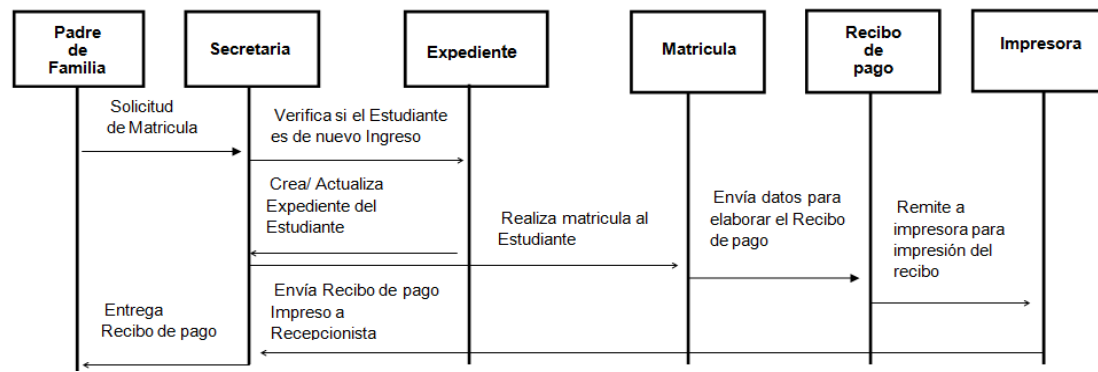 Padre
de
Familia
Secretaria
Expediente
Matricula
Recibo
de
pago
Impresora
Solicitud
de Matricula
Verifica si el Estudiante
es de nuevo Ingreso
Crea/ Actualiza
Expediente del
Estudiante
Realiza matricula al
Estudiante
Envía datos para
elaborar el Recibo
de pago
Remite a
impresora para
impresión del
recibo
Envía Recibo de pago
Impreso a
Recepcionista
Entrega
Recibo de pago